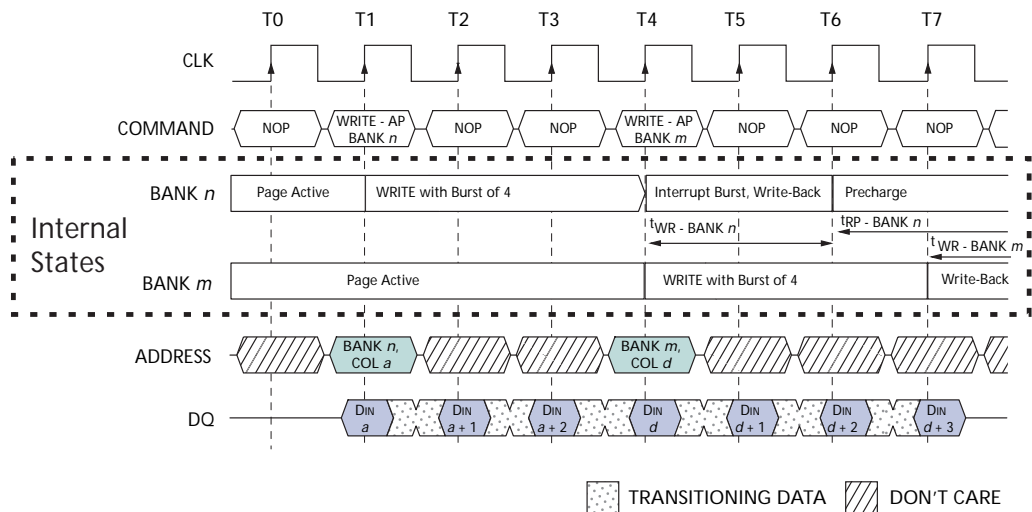 T0 T1 T2 T3 T4 T5 T6 T7
CLK
COMMAND NOP WRITE - AP BANK n NOP NOP WRITE - AP BANK m NOP NOP NOP
BANK n Page Active WRITE with Burst of 4 Interrupt Burst, Write-Back Precharge
Internal States
tWR - BANK n tRP - BANK n
tWR - BANK m
BANK m Page Active WRITE with Burst of 4 Write-Back
ADDRESS BANK n, COL a BANK m, COL d
DQ DIN a DIN a + 1 DIN a + 2 DIN d DIN d + 1 DIN d + 2 DIN d + 3
TRANSITIONING DATA DON'T CARE